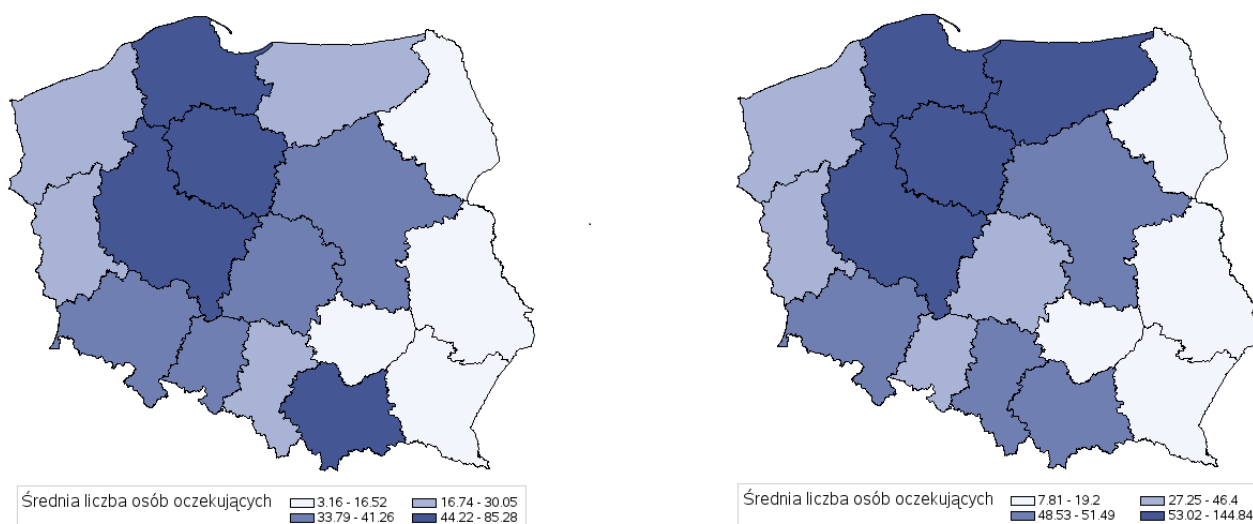 Średnia liczba osób oczekujących 3.16 - 16.52 16.74 - 30.05
33.79 - 41.26 44.22 - 85.28
Średnia liczba osób oczekujących 7.81 - 19.2 27.25 - 46.4
48.53 - 51.49 53.02 - 144.84